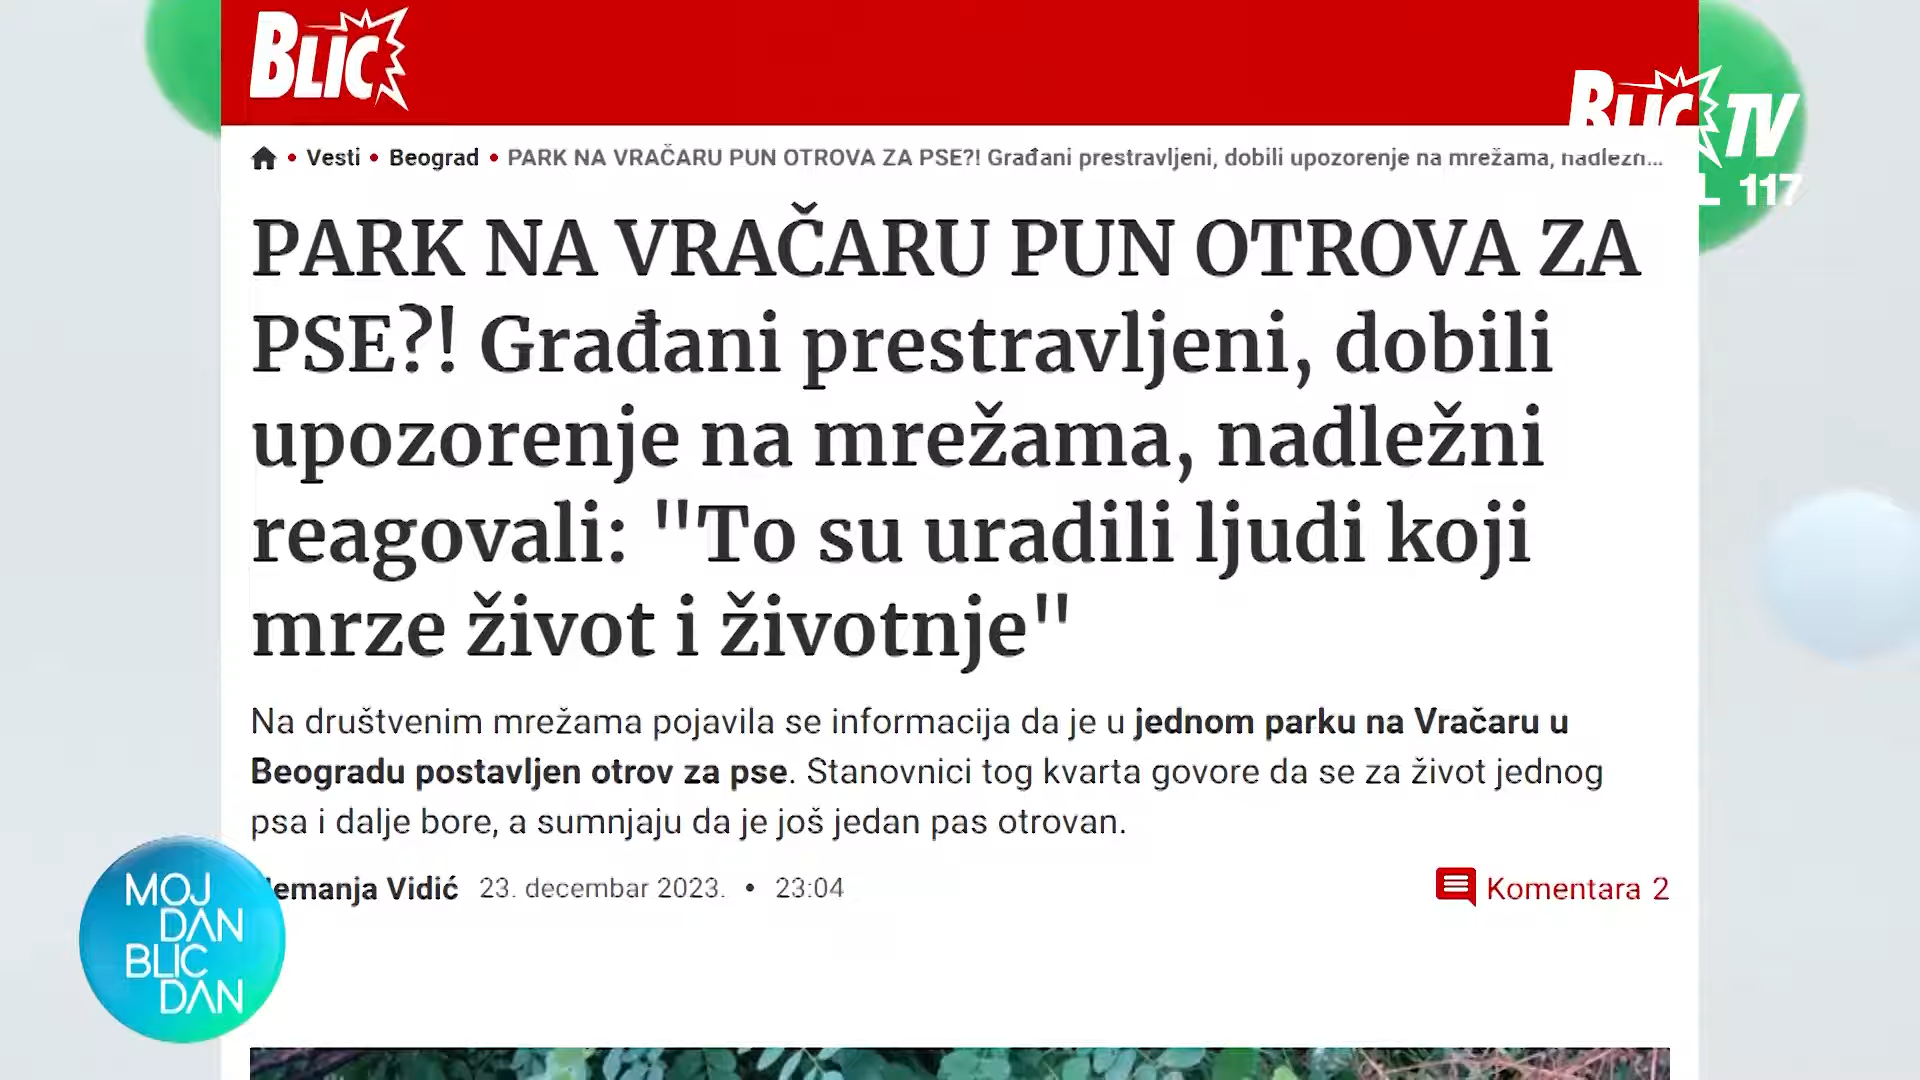 BLIC
BLIC TV
117
Vesti • Beograd • PARK NA VRAČARU PUN OTROVA ZA PSE?! Građani prestravljeni, dobili upozorenje na mrežama, nadležn...
PARK NA VRAČARU PUN OTROVA ZA
PSE?! Građani prestravljeni, dobili
upozorenje na mrežama, nadležni
reagovali: "To su uradili ljudi koji
mrze život i životnje"
Na društvenim mrežama pojavila se informacija da je u jednom parku na Vračaru u
Beogradu postavljen otrov za pse. Stanovnici tog kvarta govore da se za život jednog
psa i dalje bore, a sumnjaju da je još jedan pas otrovan.
emanja Vidić 23. decembar 2023. • 23:04
Komentara 2
MOJ
DAN
BLIC
DAN